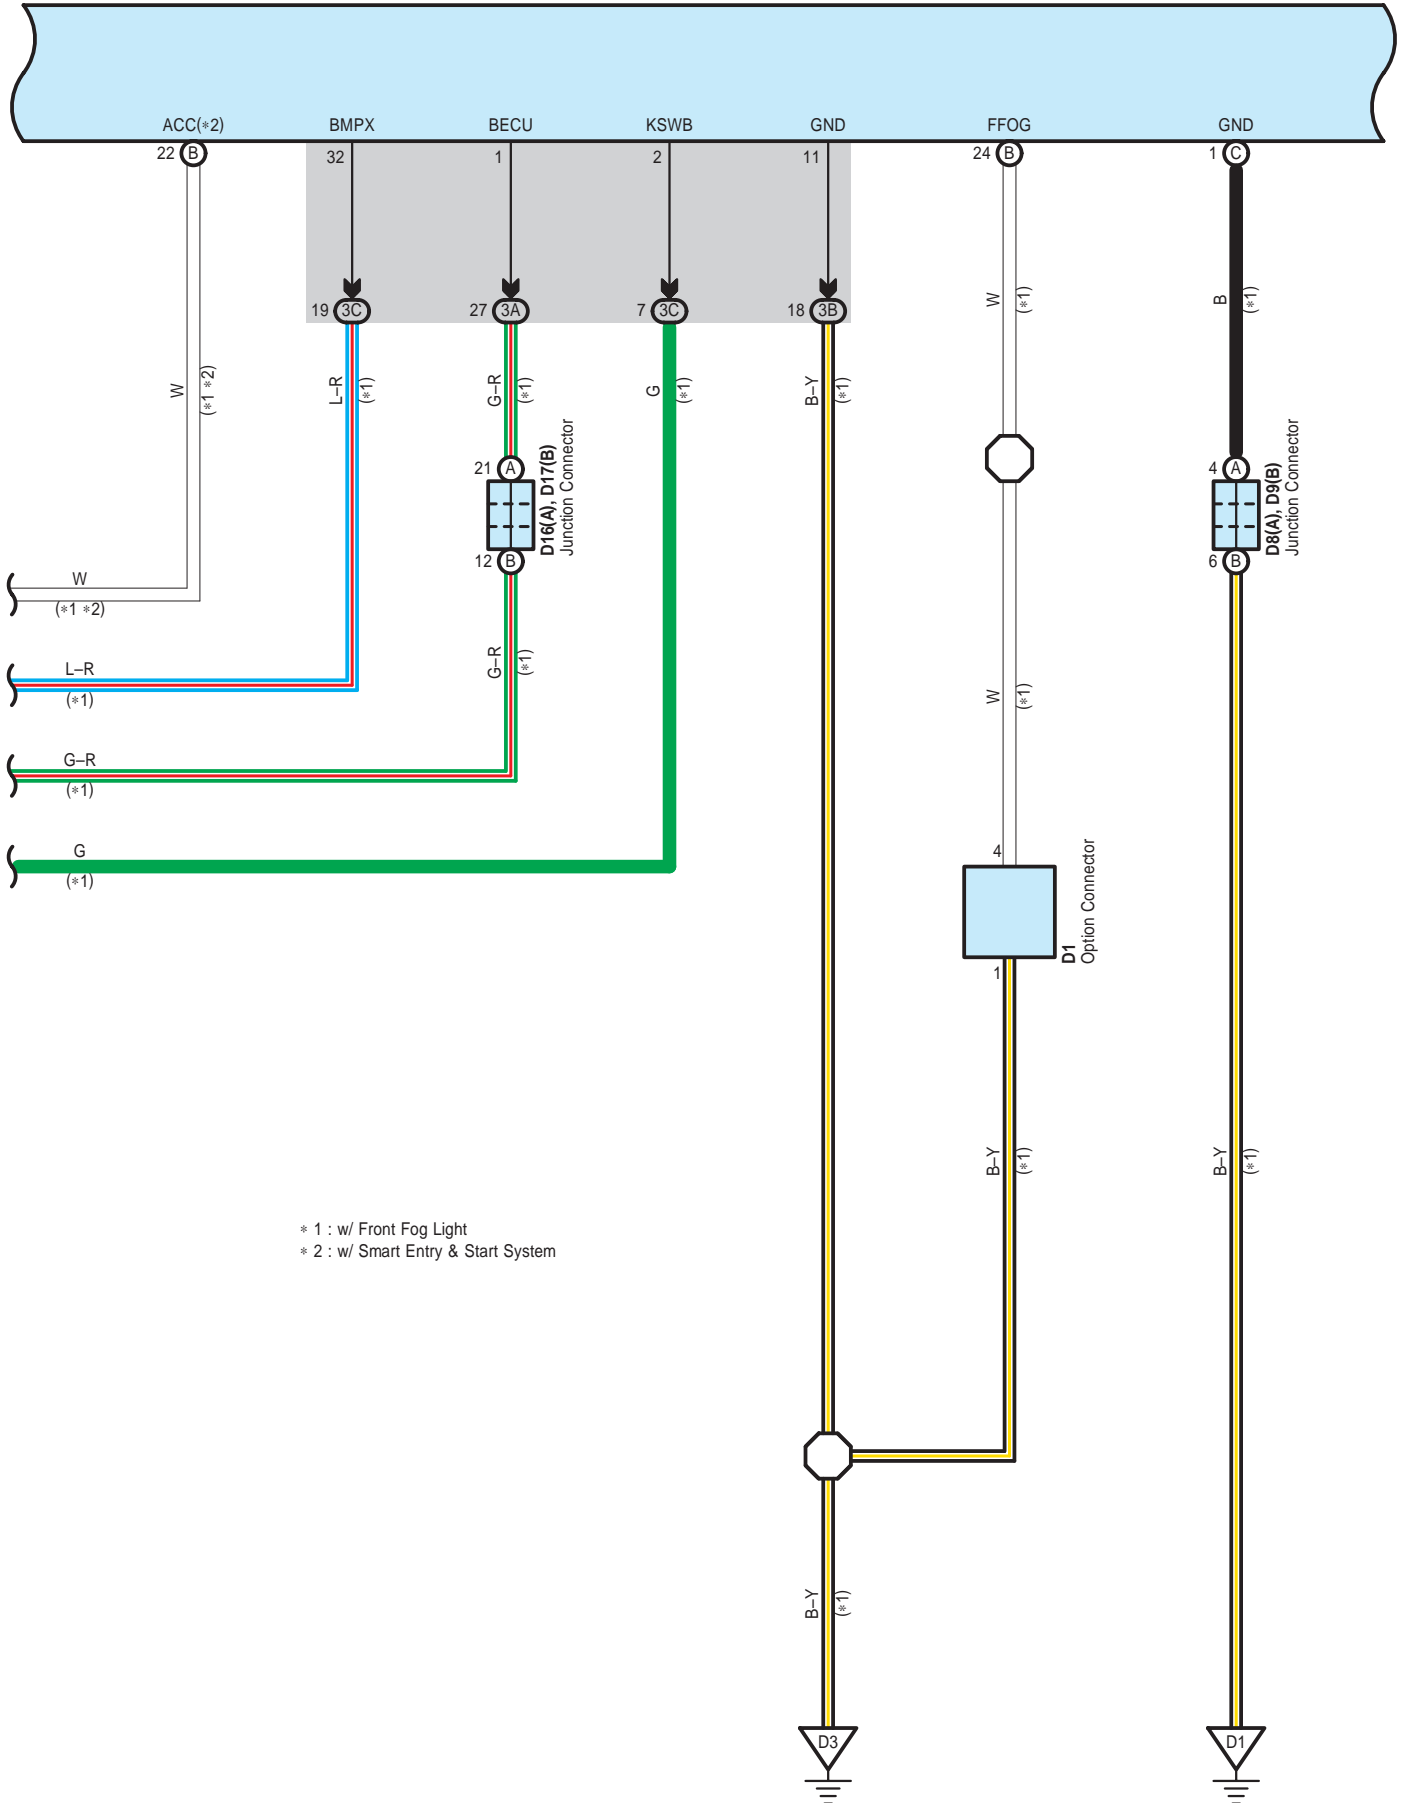 ACC(∗2) BMPX BECU KSWB GND FFOG GND
22 B 32 1 2 11 24 B 1 C
19 3C 27 3A 7 3C 18 3B
W (∗1)
B (∗1)
W (∗1 ∗2)
L–R (∗1)
G–R (∗1)
G (∗1)
B–Y (∗1)
21 A
D16(A), D17(B)
Junction Connector
12 B
4 A
D8(A), D9(B)
Junction Connector
6 B
W
(∗1 ∗2)
G–R (∗1)
L–R
(∗1)
W (∗1)
G–R
(∗1)
G
(∗1)
4
D1
Option Connector
1
B–Y (∗1)
B–Y (∗1)
∗ 1 : w/ Front Fog Light
∗ 2 : w/ Smart Entry & Start System
B–Y (∗1)
D3
D1